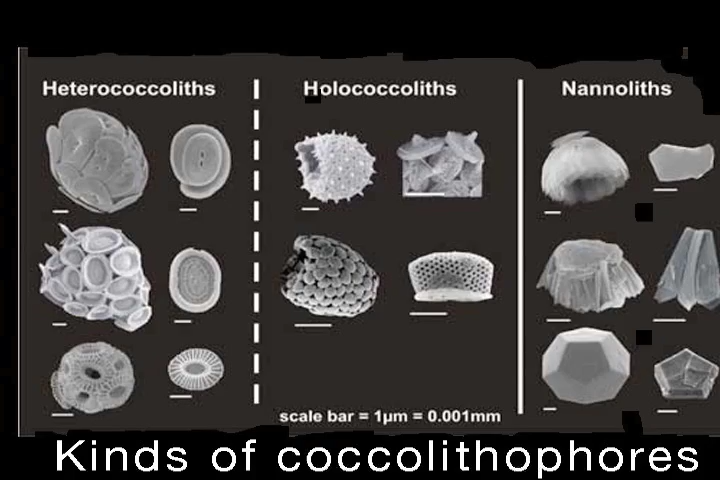 Heterococcoliths
Holococcoliths
Nannoliths
scale bar = 1µm = 0.001mm
Kinds of coccolithophores